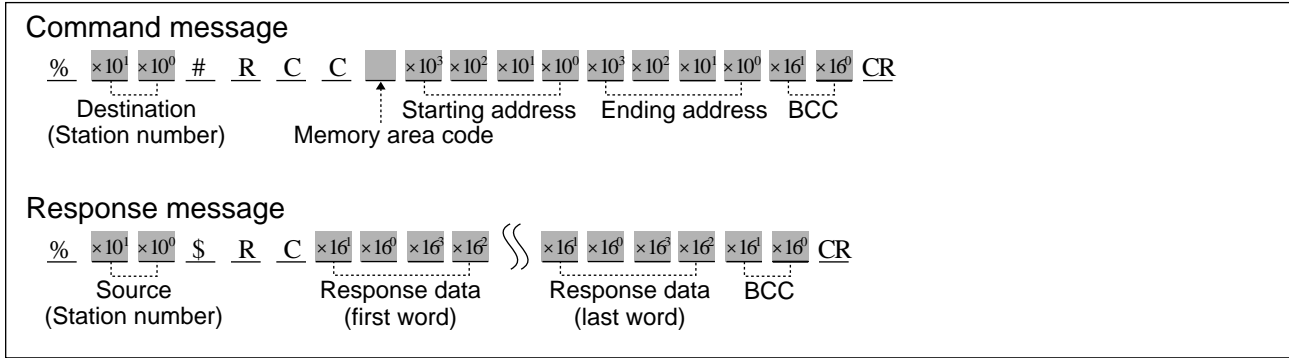 Command message
% ×10¹ ×10⁰ # R C C ×10³ ×10² ×10¹ ×10⁰ ×10³ ×10² ×10¹ ×10⁰ ×16¹ ×16⁰ CR
Destination Starting address Ending address BCC
(Station number) Memory area code
Response message
% ×10¹ ×10⁰ $ R C ×16¹ ×16⁰ ×16³ ×16² ×16¹ ×16⁰ ×16³ ×16² ×16¹ ×16⁰ CR
Source Response data Response data BCC
(Station number) (first word) (last word)